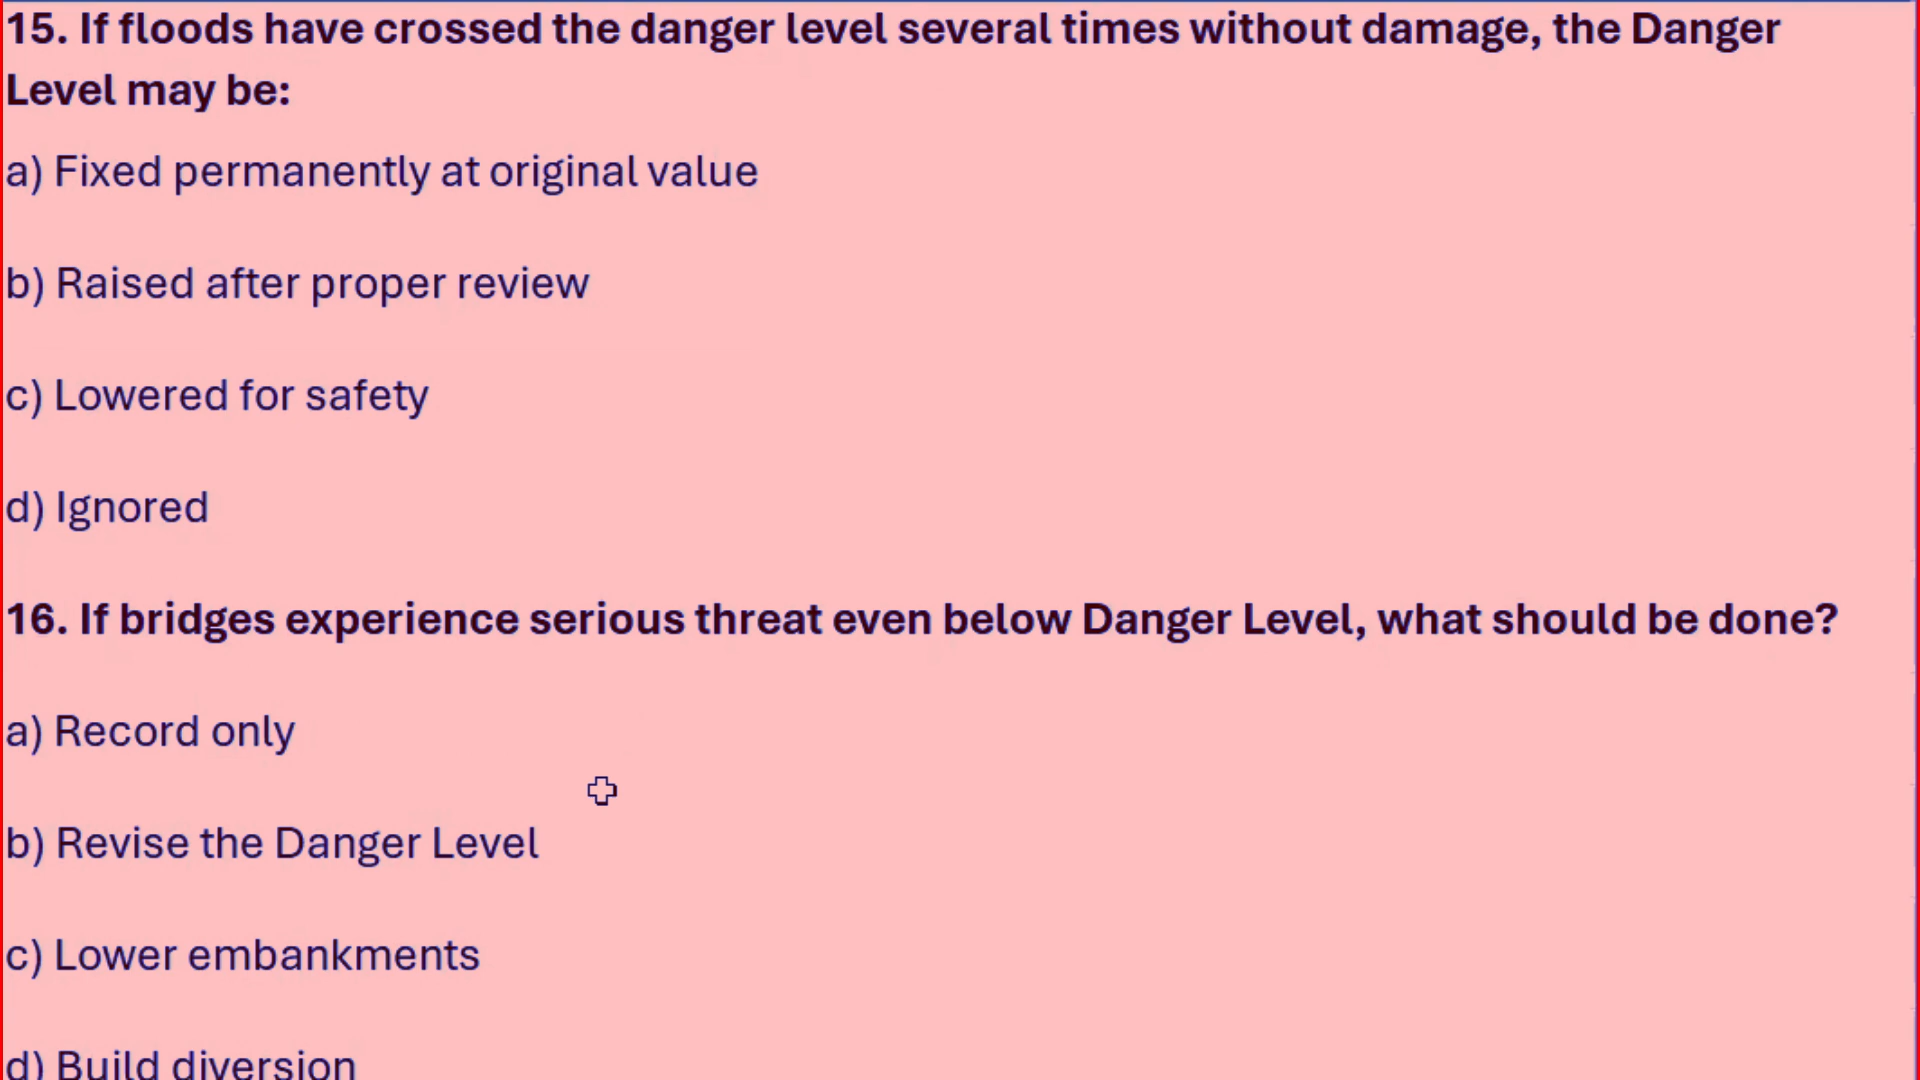 15. If floods have crossed the danger level several times without damage, the Danger
Level may be:
a) Fixed permanently at original value
b) Raised after proper review
c) Lowered for safety
d) Ignored
16. If bridges experience serious threat even below Danger Level, what should be done?
a) Record only
b) Revise the Danger Level
c) Lower embankments
d) Build diversion